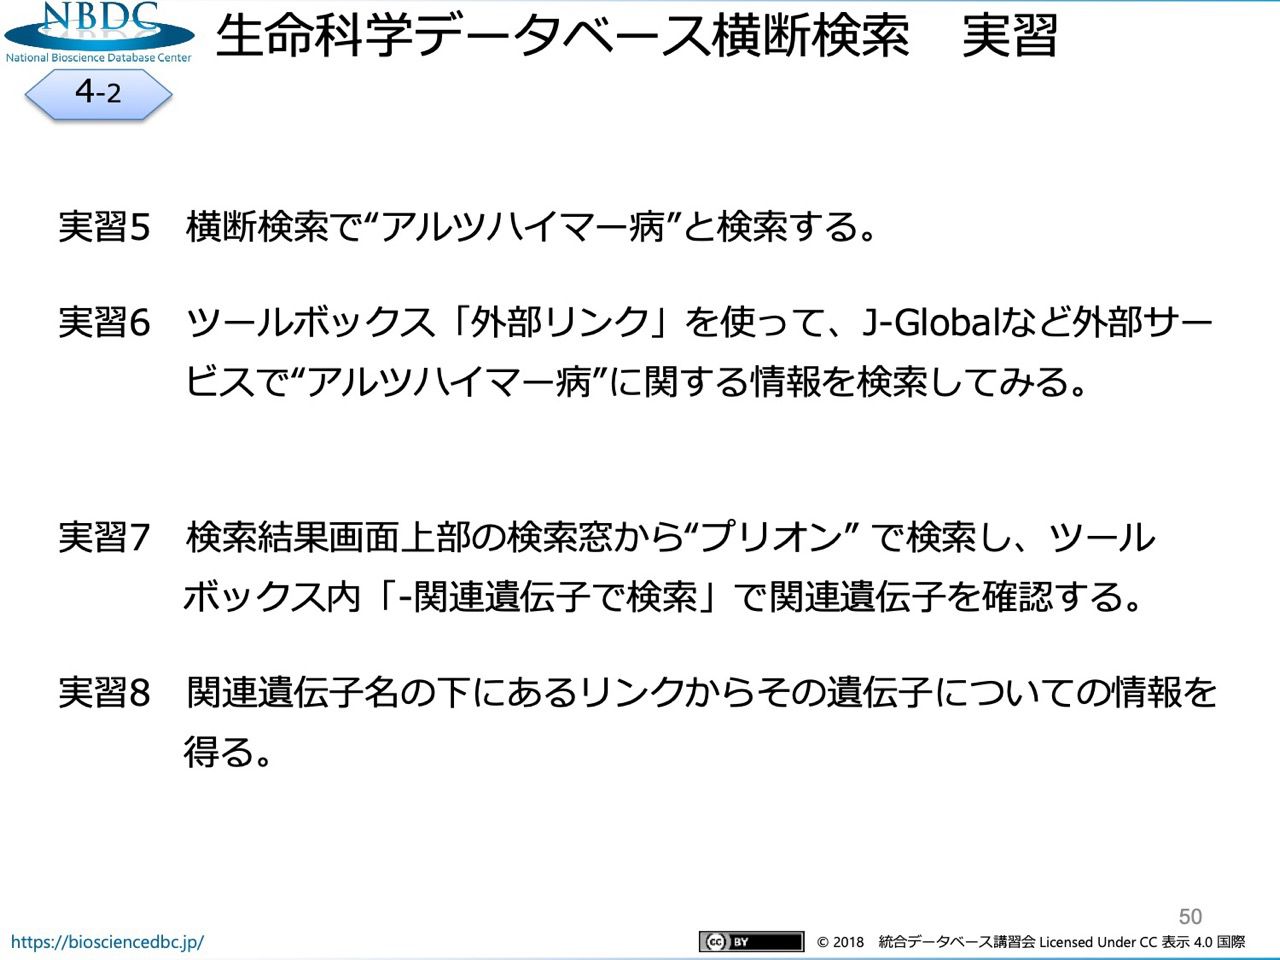 NBDC
National Bioscience Database Center
生命科学データベース横断検索　実習
4-2
実習5　横断検索で“アルツハイマー病”と検索する。
実習6　ツールボックス「外部リンク」を使って、J-Globalなど外部サー
ビスで“アルツハイマー病”に関する情報を検索してみる。
実習7　検索結果画面上部の検索窓から“プリオン” で検索し、ツール
ボックス内「-関連遺伝子で検索」で関連遺伝子を確認する。
実習8　関連遺伝子名の下にあるリンクからその遺伝子についての情報を
得る。
50
https://biosciencedbc.jp/
cc BY
© 2018　統合データベース講習会 Licensed Under CC 表示 4.0 国際